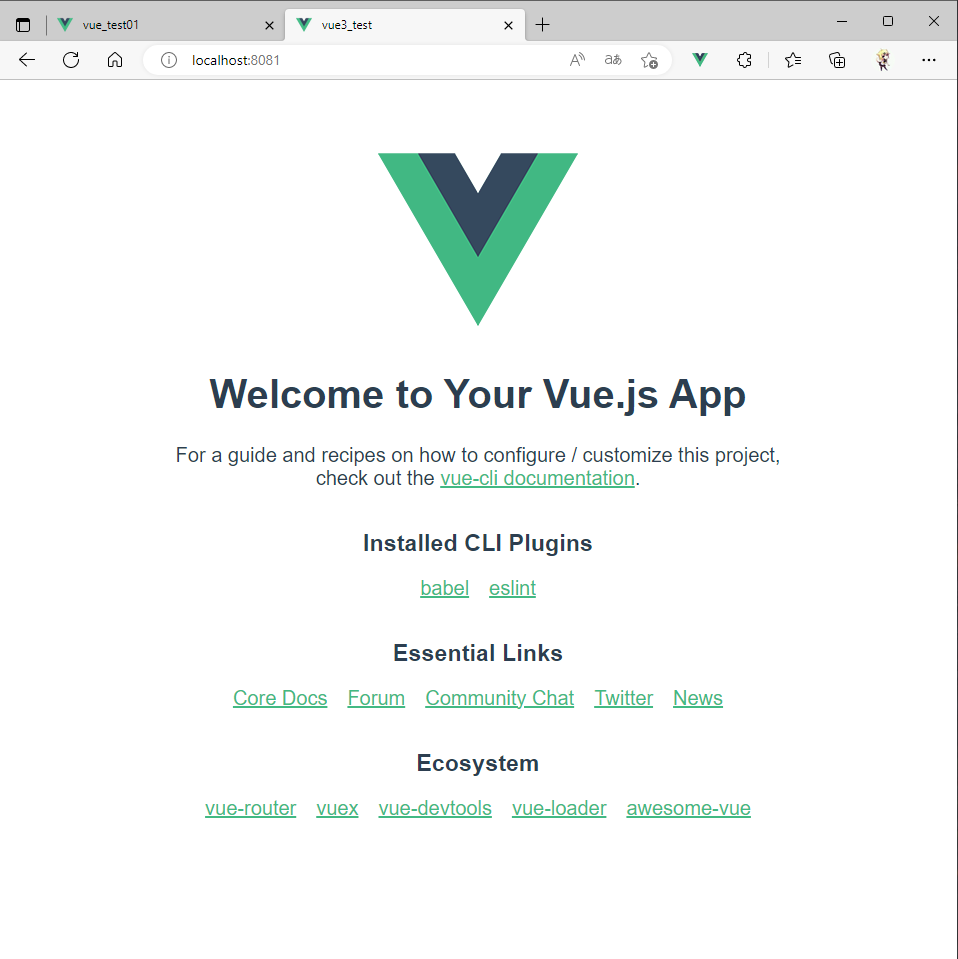 vue_test01
vue3_test
localhost:8081
Welcome to Your Vue.js App
For a guide and recipes on how to configure / customize this project,
check out the vue-cli documentation.
Installed CLI Plugins
babel eslint
Essential Links
Core Docs Forum Community Chat Twitter News
Ecosystem
vue-router vuex vue-devtools vue-loader awesome-vue